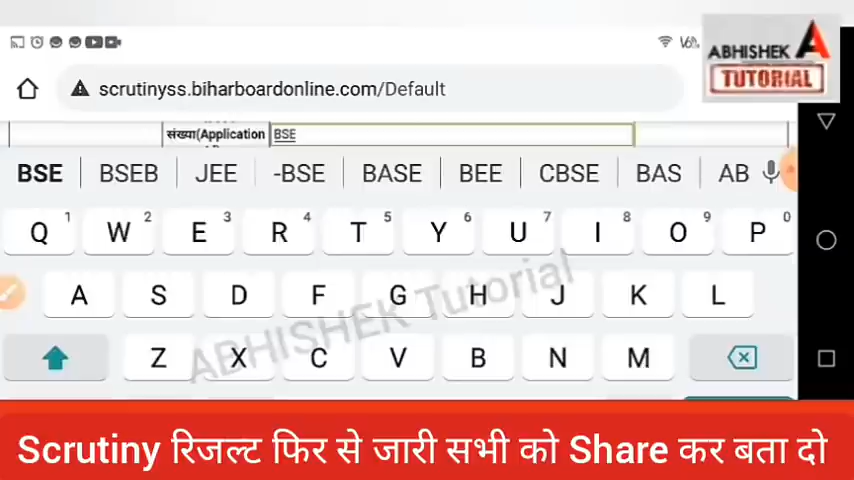 ABHISHEK
TUTORIAL
scrutinyss.biharboardonline.com/Default
संख्या(Application BSE
BSE BSEB JEE -BSE BASE BEE CBSE BAS AB
Q 1 W 2 E 3 R 4 T 5 Y 6 U 7 I 8 O 9 P 0
A S D F G H J K L
ABHISHEK Tutorial
Z X C V B N M
Scrutiny रिजल्ट फिर से जारी सभी को Share कर बता दो